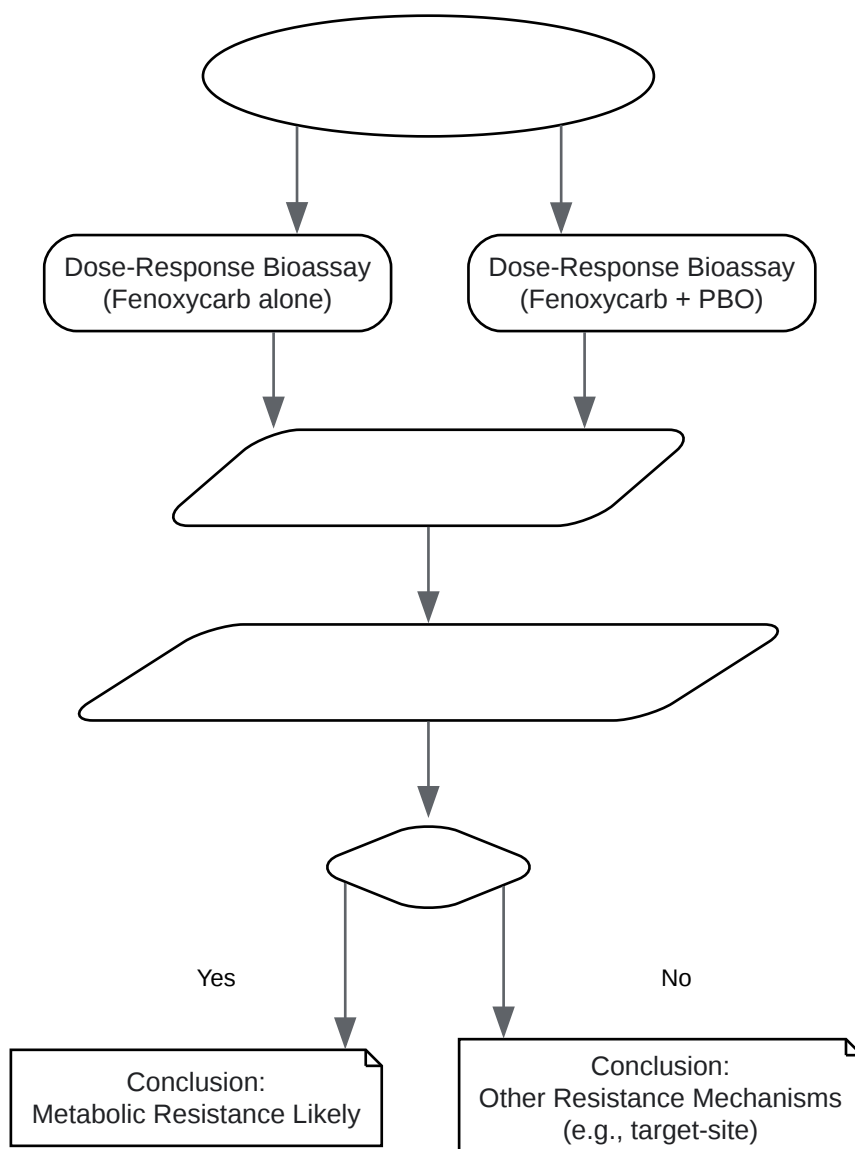 Dose-Response Bioassay
(Fenoxycarb alone)
Dose-Response Bioassay
(Fenoxycarb + PBO)
Yes
No
Conclusion:
Metabolic Resistance Likely
Conclusion:
Other Resistance Mechanisms
(e.g., target-site)